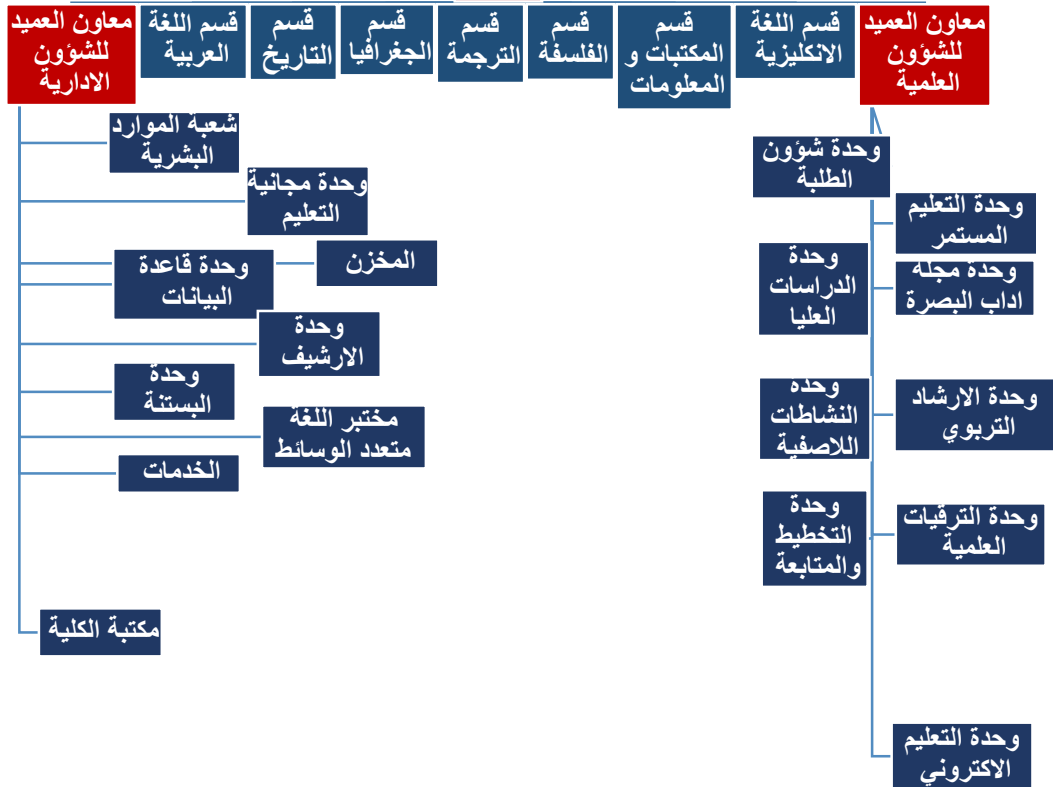 معاون العميد
للشؤون
العلمية
قسم اللغة
الانكليزية
قسم
المكتبات و
المعلومات
قسم
الفلسفة
قسم
الترجمة
قسم
الجغرافيا
قسم
التاريخ
قسم اللغة
العربية
معاون العميد
للشؤون
الادارية
وحدة شؤون
الطلبة
وحدة التعليم
المستمر
وحدة
الدراسات
العليا
وحدة مجلة
اداب البصرة
وحدة الارشاد
التربوي
وحدة
النشاطات
اللاصفية
وحدة الترقيات
العلمية
وحدة
التخطيط
والمتابعة
وحدة التعليم
الاكتروني
شعبة الموارد
البشرية
وحدة مجانية
التعليم
المخزن
وحدة قاعدة
البيانات
وحدة
الارشيف
وحدة
البستنة
مختبر اللغة
متعدد الوسائط
الخدمات
مكتبة الكلية